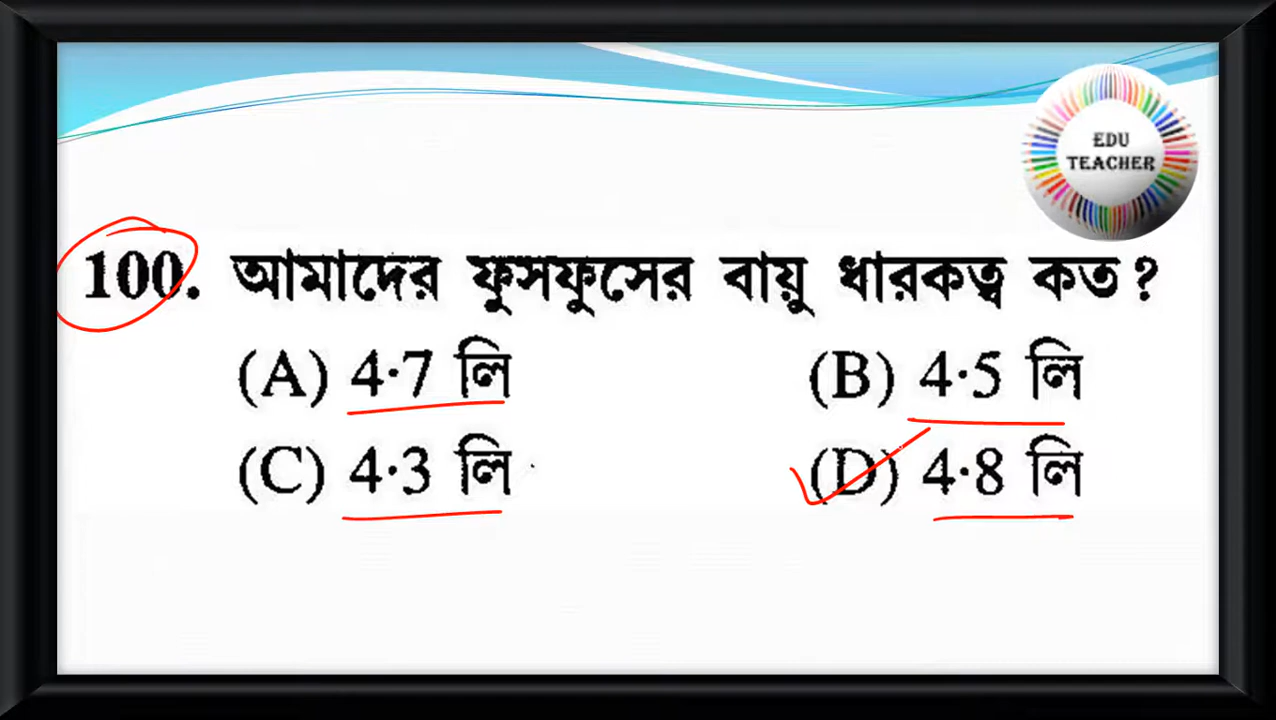 EDU
TEACHER
100. আমাদের ফুসফুসের বায়ু ধারকত্ব কত?
(A) 4·7 লি (B) 4·5 লি
(C) 4·3 লি (D) 4·8 লি